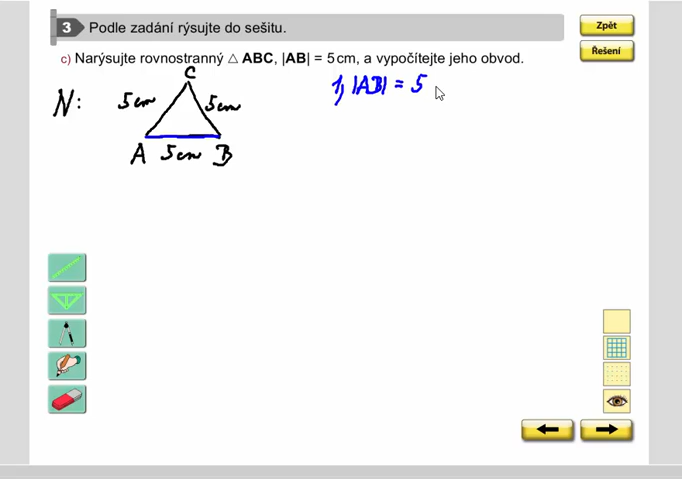 3 Podle zadání rýsujte do sešitu.
Zpět
Řešení
c) Narýsujte rovnostranný △ ABC, |AB| = 5 cm, a vypočítejte jeho obvod.
N:
C
5cm 5cm
A 5cm B
1, |AB| = 5